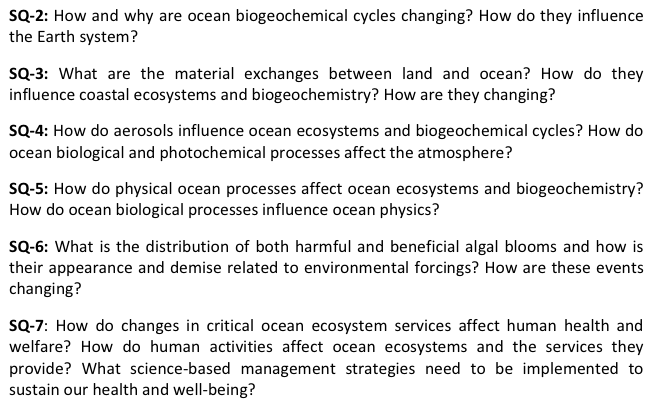 SQ-2: How and why are ocean biogeochemical cycles changing? How do they influence
the Earth system?
SQ-3: What are the material exchanges between land and ocean? How do they
influence coastal ecosystems and biogeochemistry? How are they changing?
SQ-4: How do aerosols influence ocean ecosystems and biogeochemical cycles? How do
ocean biological and photochemical processes affect the atmosphere?
SQ-5: How do physical ocean processes affect ocean ecosystems and biogeochemistry?
How do ocean biological processes influence ocean physics?
SQ-6: What is the distribution of both harmful and beneficial algal blooms and how is
their appearance and demise related to environmental forcings? How are these events
changing?
SQ-7: How do changes in critical ocean ecosystem services affect human health and
welfare? How do human activities affect ocean ecosystems and the services they
provide? What science-based management strategies need to be implemented to
sustain our health and well-being?